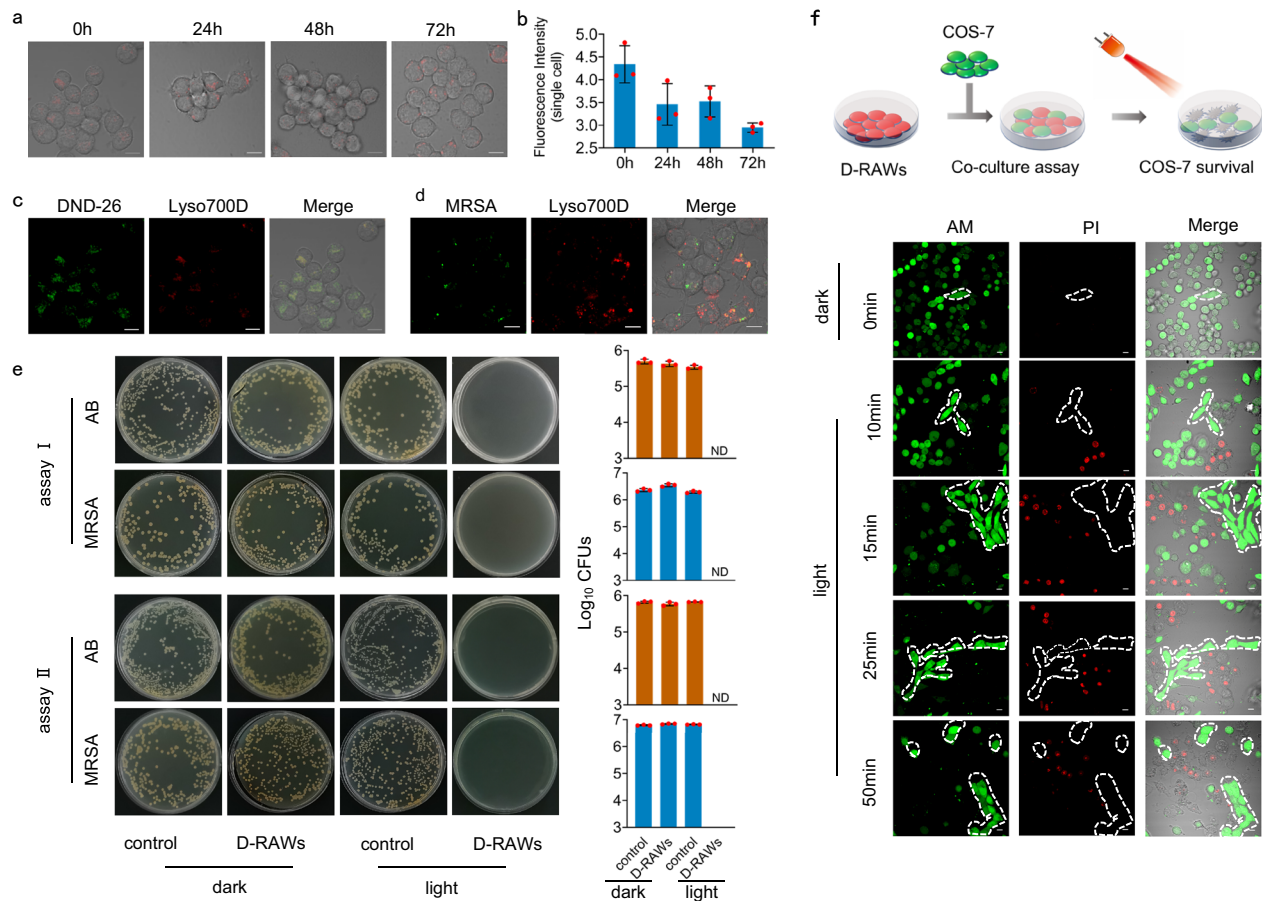 a
0h 24h 48h 72h
b
Fluorescence Intensity
(single cell)
5.0
4.5
4.0
3.5
3.0
2.5
0h 24h 48h 72h
c
DND-26 Lyso700D Merge
d
MRSA Lyso700D Merge
e
assay Ⅰ
AB
MRSA
assay Ⅱ
AB
MRSA
control D-RAWs control D-RAWs
dark light
Log10 CFUs
6
5
4
3
ND
7
6
5
4
3
ND
6
5
4
3
ND
7
6
5
4
3
control
D-RAWs
control
D-RAWs
dark light
f
COS-7
D-RAWs Co-culture assay COS-7 survival
AM PI Merge
dark
0min
light
10min
15min
25min
50min